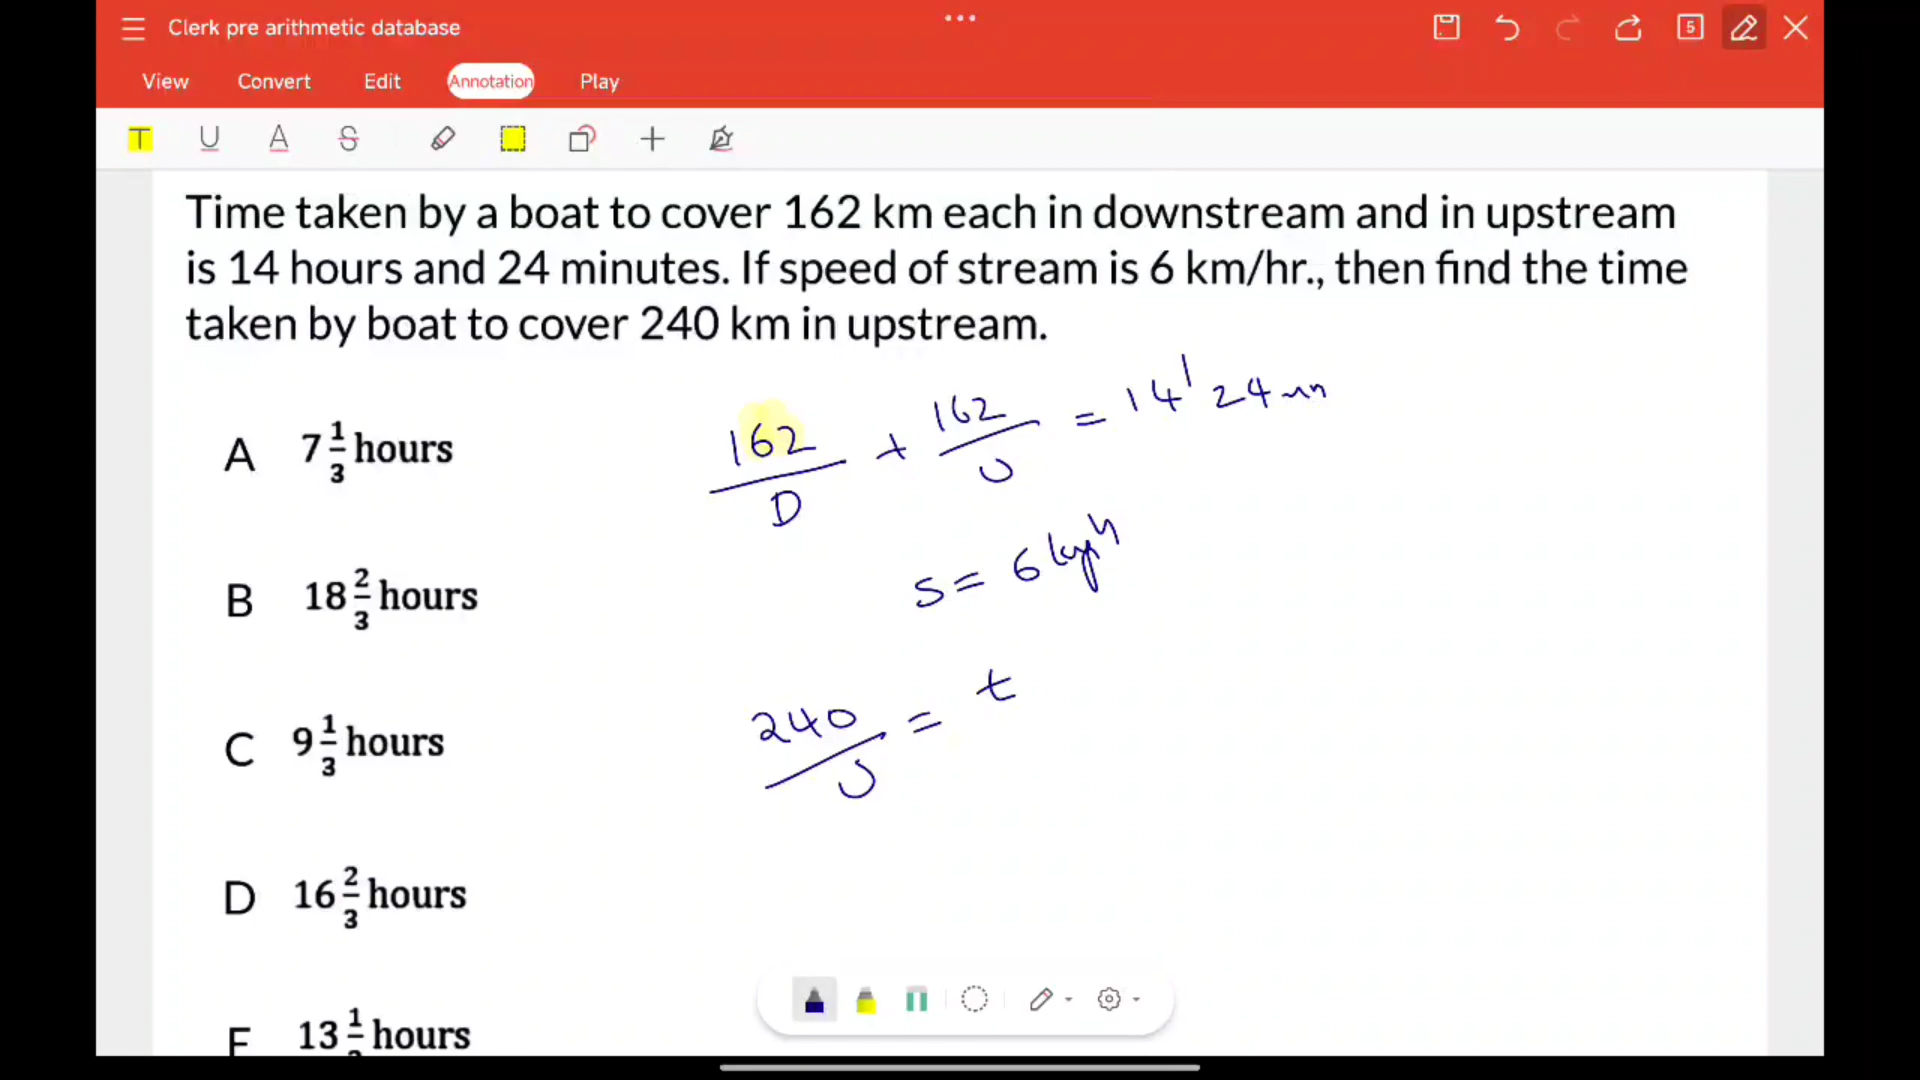 Clerk pre arithmetic database
5
View Convert Edit Annotation Play
T U A S
Time taken by a boat to cover 162 km each in downstream and in upstream
is 14 hours and 24 minutes. If speed of stream is 6 km/hr., then find the time
taken by boat to cover 240 km in upstream.
A 7 1/3 hours
B 18 2/3 hours
C 9 1/3 hours
D 16 2/3 hours
E 13 1/ hours
162/D + 162/U = 14' 24 mn
S = 6 kmph
240/U = t